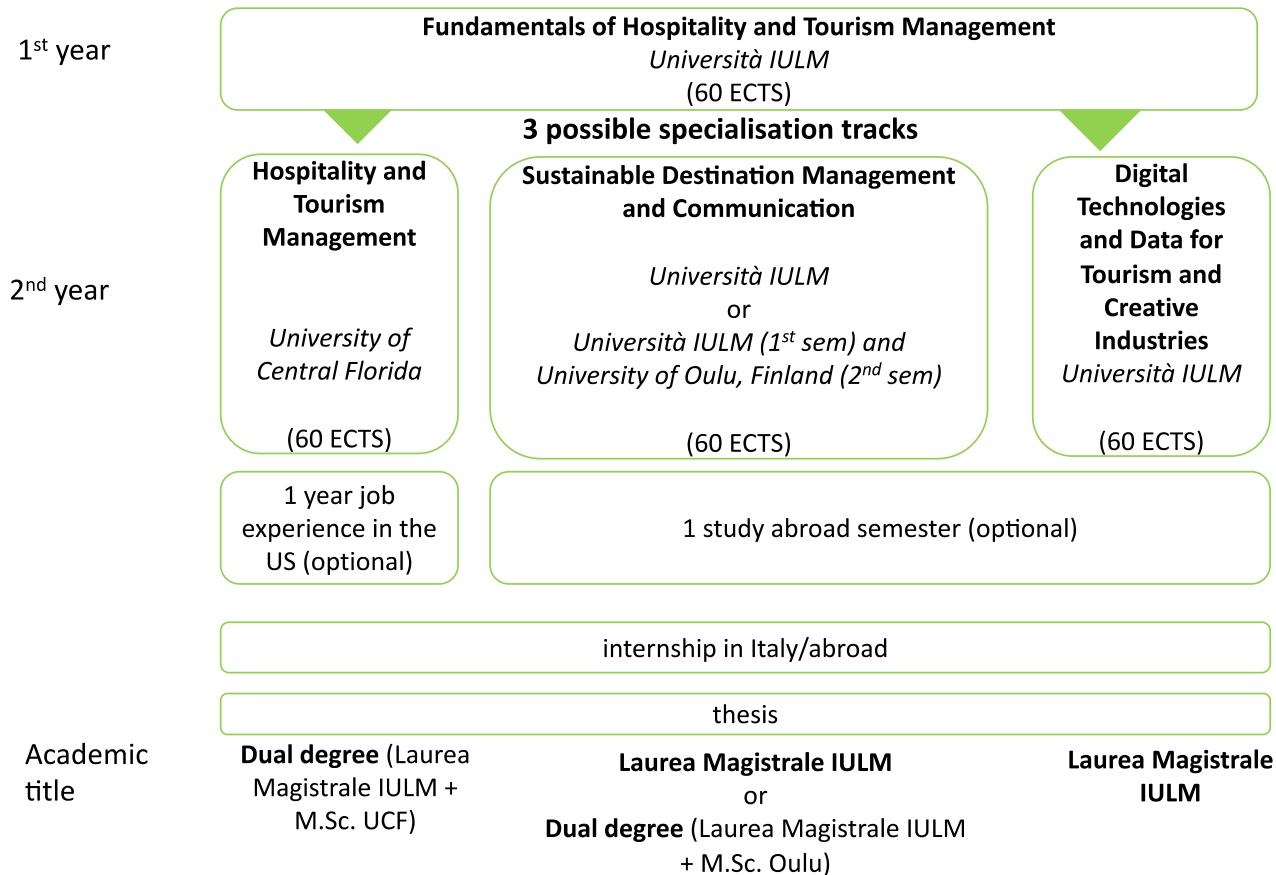 1st year
Fundamentals of Hospitality and Tourism Management
Università IULM
(60 ECTS)
3 possible specialisation tracks
2nd year
Hospitality and
Tourism
Management
University of
Central Florida
(60 ECTS)
Sustainable Destination Management
and Communication
Università IULM
or
Università IULM (1st sem) and
University of Oulu, Finland (2nd sem)
(60 ECTS)
Digital
Technologies
and Data for
Tourism and
Creative
Industries
Università IULM
(60 ECTS)
1 year job
experience in the
US (optional)
1 study abroad semester (optional)
internship in Italy/abroad
thesis
Academic
title
Dual degree (Laurea
Magistrale IULM +
M.Sc. UCF)
Laurea Magistrale IULM
or
Dual degree (Laurea Magistrale IULM
+ M.Sc. Oulu)
Laurea Magistrale
IULM